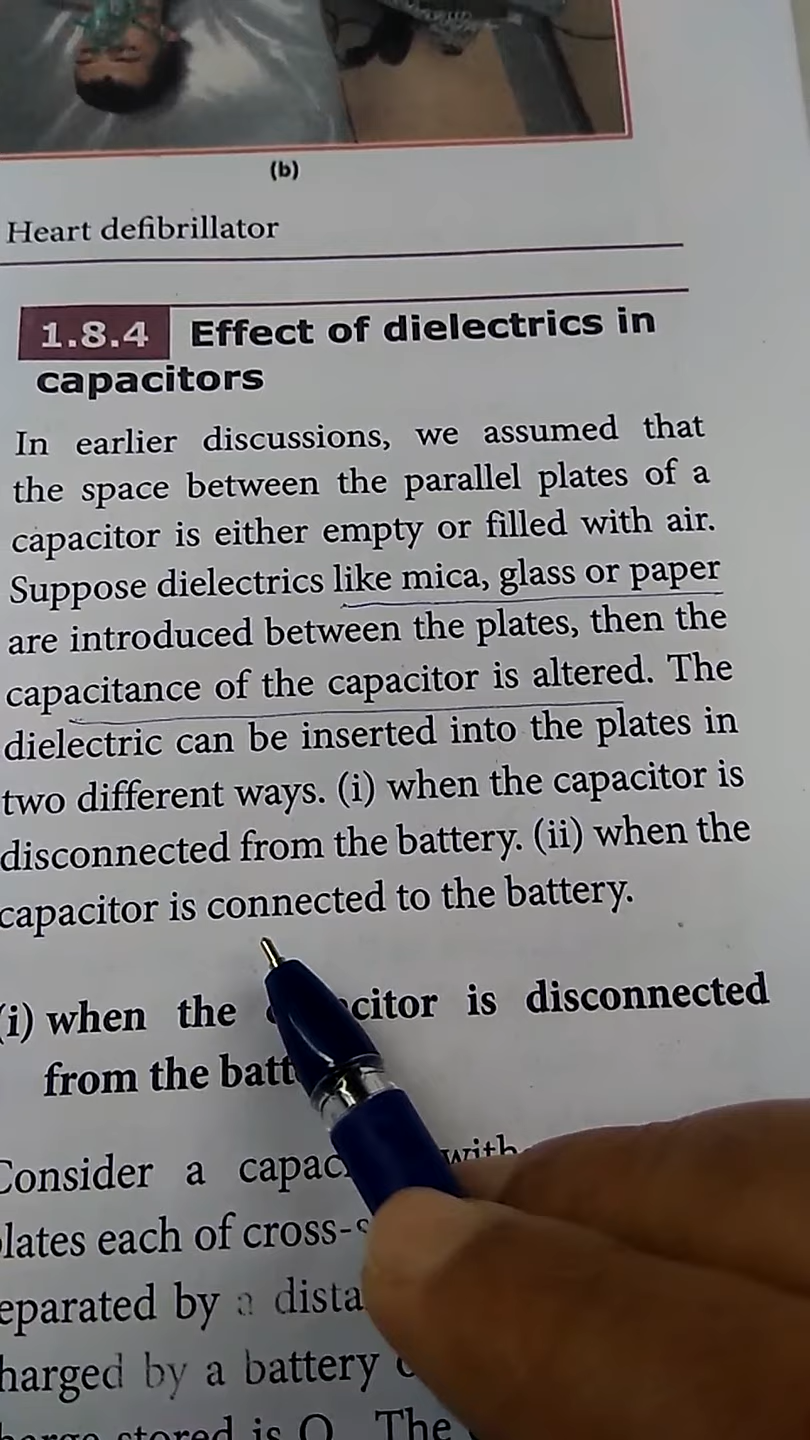 (b)
Heart defibrillator
1.8.4 Effect of dielectrics in
capacitors
In earlier discussions, we assumed that
the space between the parallel plates of a
capacitor is either empty or filled with air.
Suppose dielectrics like mica, glass or paper
are introduced between the plates, then the
capacitance of the capacitor is altered. The
dielectric can be inserted into the plates in
two different ways. (i) when the capacitor is
disconnected from the battery. (ii) when the
capacitor is connected to the battery.
(i) when the citor is disconnected
from the batt
Consider a capac with
lates each of cross-s
eparated by a dista
harged by a battery
stored is Q. The